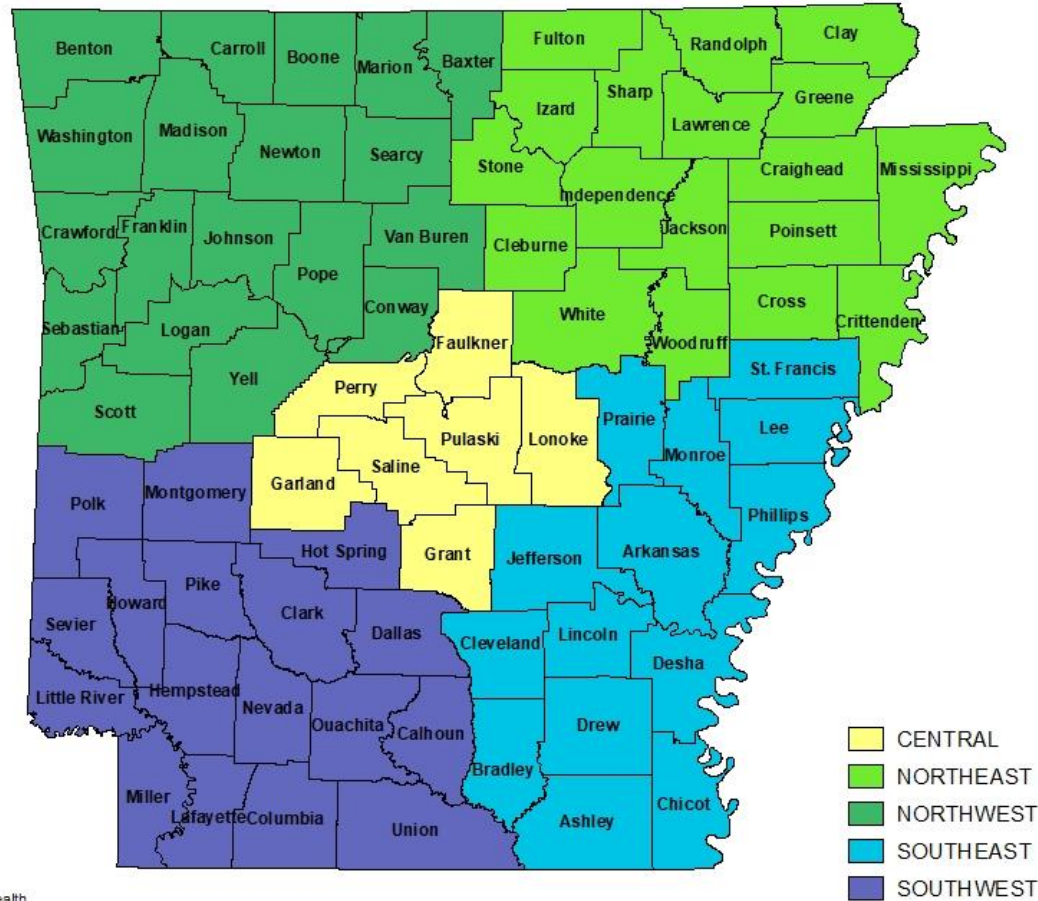 Benton
Carroll
Boone
Marion
Baxter
Fulton
Randolph
Clay
Washington
Madison
Newton
Searcy
Stone
Izard
Sharp
Lawrence
Greene
Craighead
Mississippi
Crawford
Franklin
Johnson
Pope
Van Buren
Cleburne
Independence
Jackson
Poinsett
Sebastian
Logan
Conway
White
Woodruff
Cross
Crittenden
Scott
Yell
Perry
Faulkner
St. Francis
Garland
Saline
Pulaski
Lonoke
Prairie
Monroe
Lee
Phillips
Polk
Montgomery
Hot Spring
Grant
Jefferson
Arkansas
Sevier
Howard
Pike
Clark
Dallas
Cleveland
Lincoln
Desha
Little River
Hempstead
Nevada
Ouachita
Calhoun
Bradley
Drew
Miller
Lafayette
Columbia
Union
Ashley
Chicot
CENTRAL
NORTHEAST
NORTHWEST
SOUTHEAST
SOUTHWEST